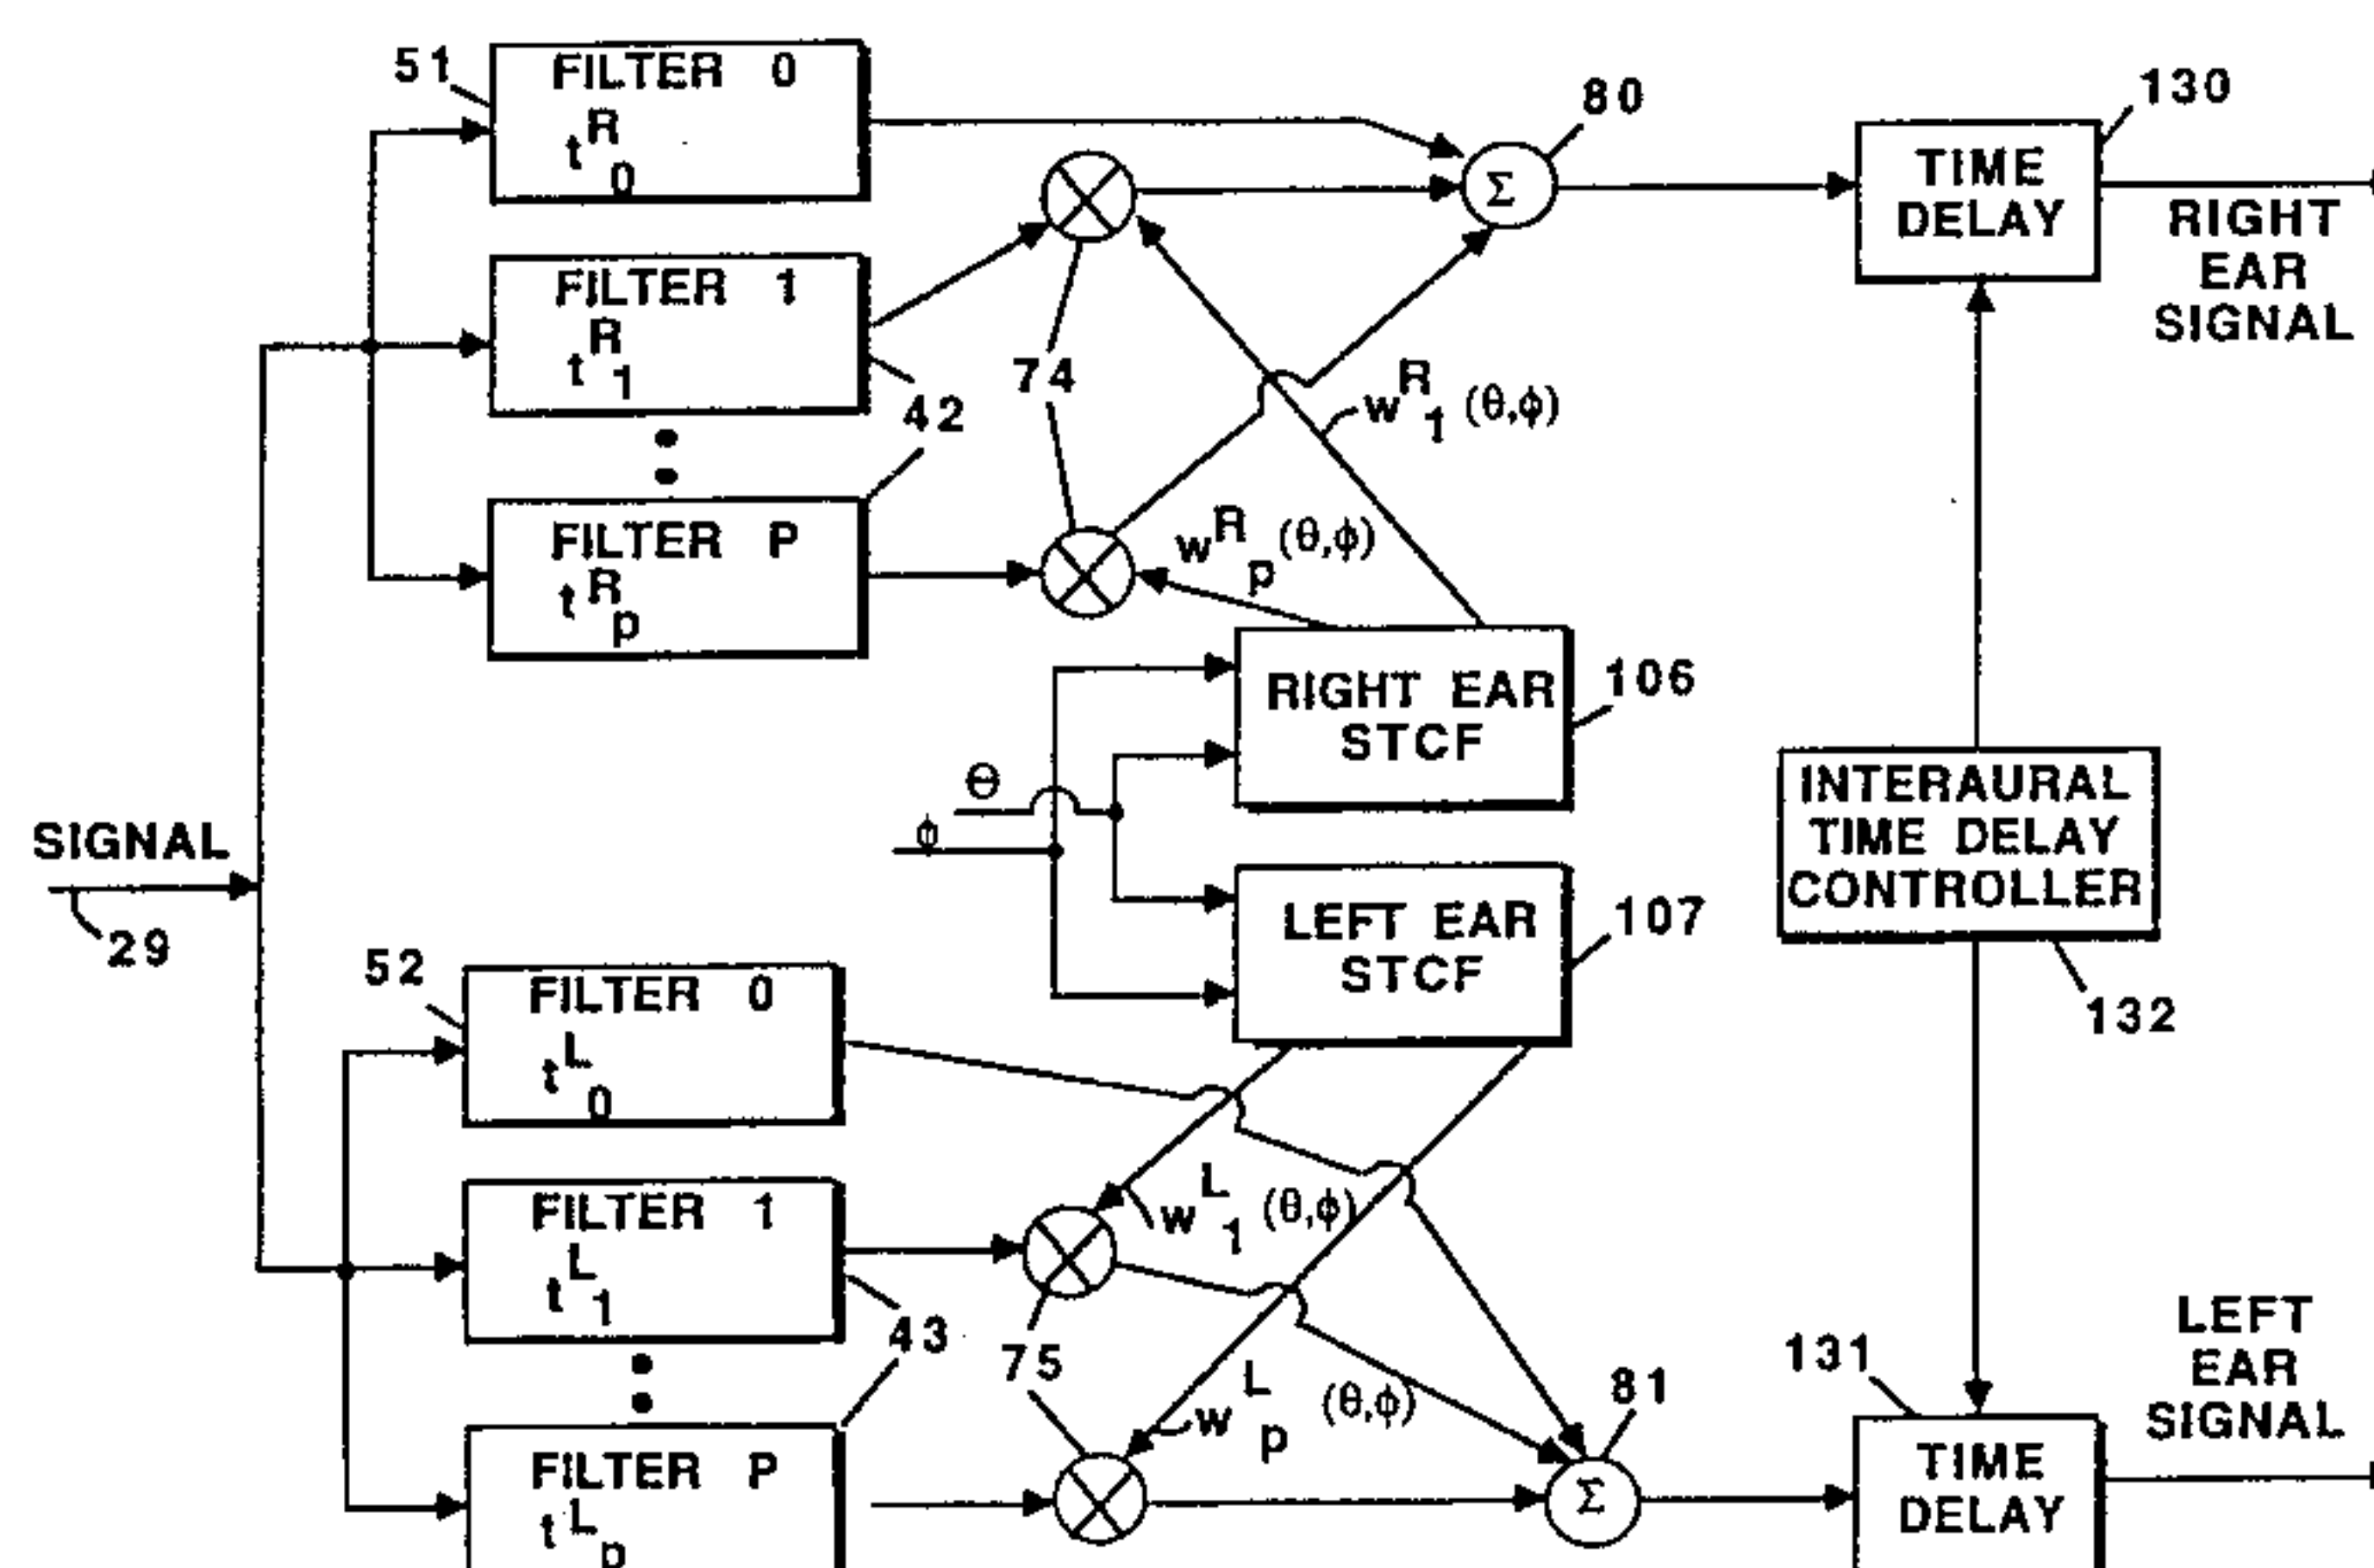 51
FILTER 0
t R 0
80
130
TIME
DELAY
RIGHT
EAR
SIGNAL
FILTER 1
t R 1
42
74
w R 1 (θ,ϕ)
FILTER P
t R p
w R p (θ,ϕ)
Σ
RIGHT EAR
STCF
106
θ
ϕ
SIGNAL
29
LEFT EAR
STCF
107
INTERAURAL
TIME DELAY
CONTROLLER
132
52
FILTER 0
t L 0
FILTER 1
t L 1
43
75
w L 1 (θ,ϕ)
w L p (θ,ϕ)
FILTER P
t L p
81
Σ
131
TIME
DELAY
LEFT
EAR
SIGNAL